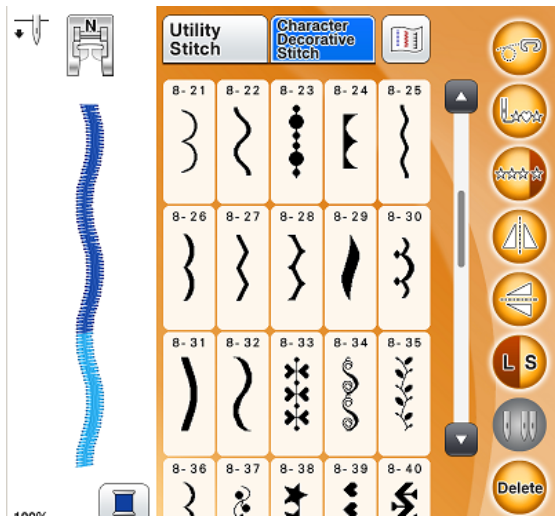 N
Utility
Stitch
Character
Decorative
Stitch
8-21
8-22
8-23
8-24
8-25
8-26
8-27
8-28
8-29
8-30
8-31
8-32
8-33
8-34
8-35
8-36
8-37
8-38
8-39
8-40
L S
Delete
100%